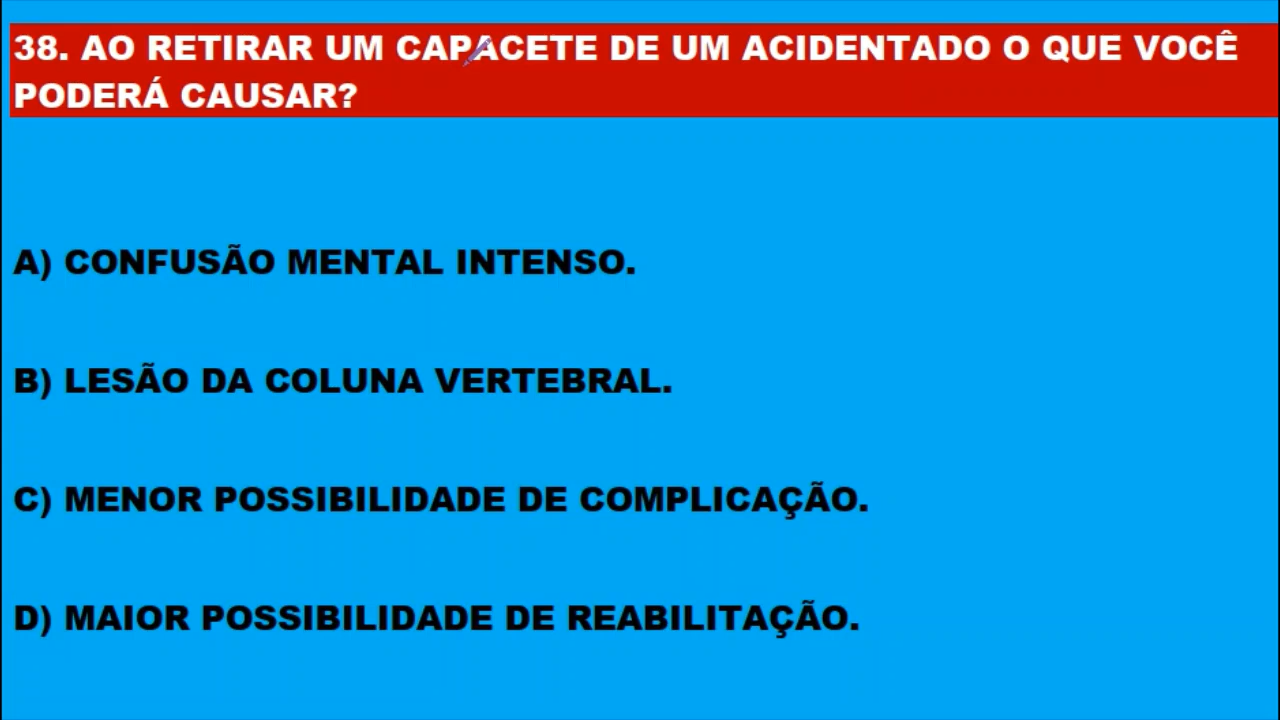 38. AO RETIRAR UM CAPACETE DE UM ACIDENTADO O QUE VOCÊ
PODERÁ CAUSAR?
A) CONFUSÃO MENTAL INTENSO.
B) LESÃO DA COLUNA VERTEBRAL.
C) MENOR POSSIBILIDADE DE COMPLICAÇÃO.
D) MAIOR POSSIBILIDADE DE REABILITAÇÃO.